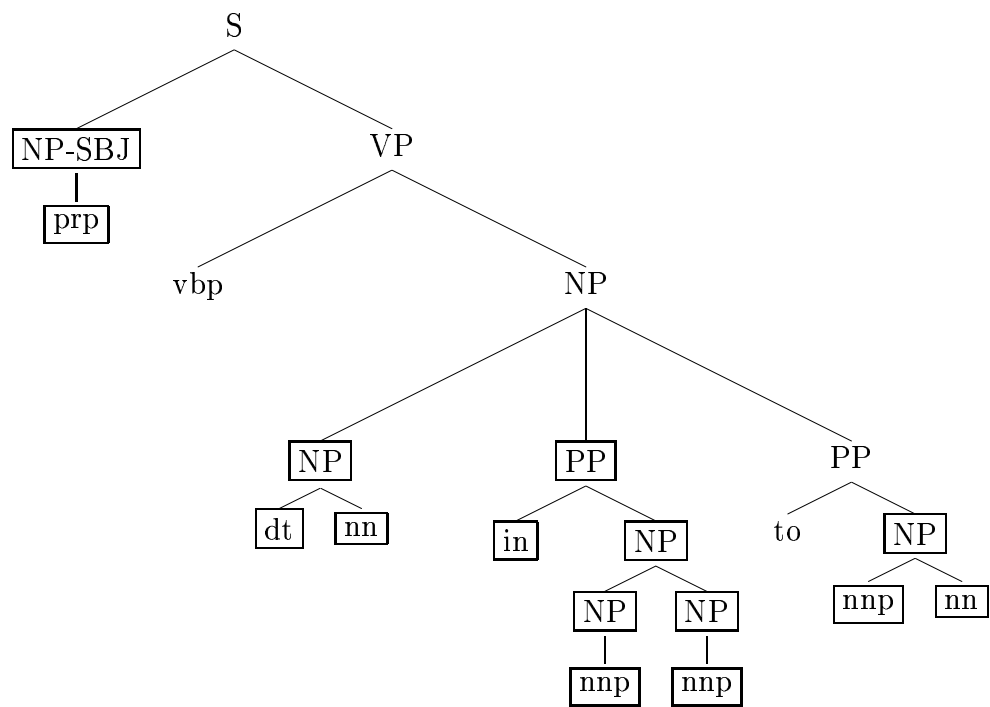 S
NP-SBJ VP
prp
vbp NP
NP PP PP
dt nn in NP to NP
NP NP nnp nn
nnp nnp